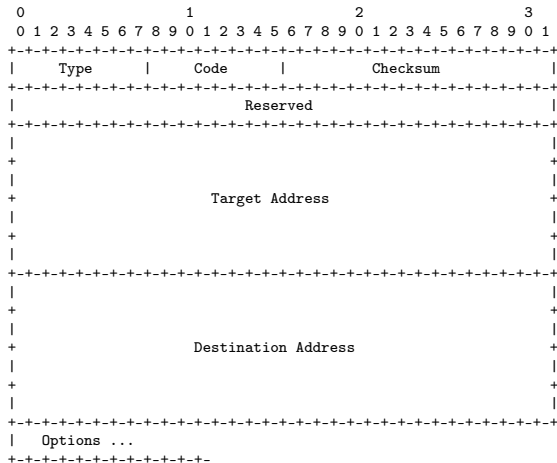 0                   1                   2                   3
 0 1 2 3 4 5 6 7 8 9 0 1 2 3 4 5 6 7 8 9 0 1 2 3 4 5 6 7 8 9 0 1
+-+-+-+-+-+-+-+-+-+-+-+-+-+-+-+-+-+-+-+-+-+-+-+-+-+-+-+-+-+-+-+-+
|     Type      |     Code      |          Checksum             |
+-+-+-+-+-+-+-+-+-+-+-+-+-+-+-+-+-+-+-+-+-+-+-+-+-+-+-+-+-+-+-+-+
|                           Reserved                            |
+-+-+-+-+-+-+-+-+-+-+-+-+-+-+-+-+-+-+-+-+-+-+-+-+-+-+-+-+-+-+-+-+
|                                                               |
+                                                               +
|                                                               |
+                       Target Address                          +
|                                                               |
+                                                               +
|                                                               |
+-+-+-+-+-+-+-+-+-+-+-+-+-+-+-+-+-+-+-+-+-+-+-+-+-+-+-+-+-+-+-+-+
|                                                               |
+                                                               +
|                                                               |
+                     Destination Address                       +
|                                                               |
+                                                               +
|                                                               |
+-+-+-+-+-+-+-+-+-+-+-+-+-+-+-+-+-+-+-+-+-+-+-+-+-+-+-+-+-+-+-+-+
|   Options ...
+-+-+-+-+-+-+-+-+-+-+-+-